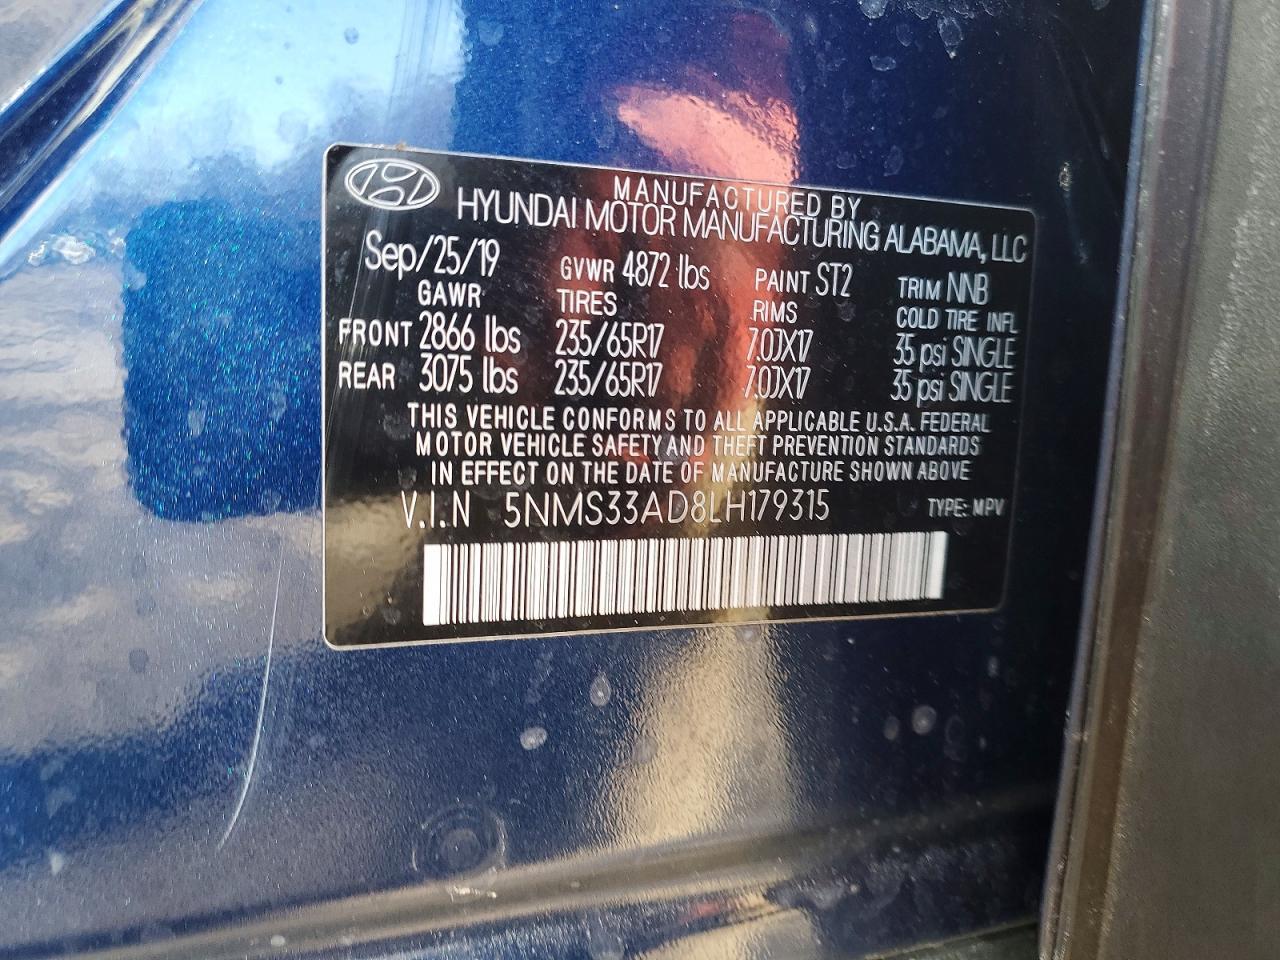 MANUFACTURED BY
HYUNDAI MOTOR MANUFACTURING ALABAMA, LLC
Sep/25/19 GVWR 4872 lbs PAINT ST2 TRIM NNB
GAWR TIRES RIMS COLD TIRE INFL
FRONT 2866 lbs 235/65R17 7.0JX17 35 psi SINGLE
REAR 3075 lbs 235/65R17 7.0JX17 35 psi SINGLE
THIS VEHICLE CONFORMS TO ALL APPLICABLE U.S.A. FEDERAL
MOTOR VEHICLE SAFETY AND THEFT PREVENTION STANDARDS
IN EFFECT ON THE DATE OF MANUFACTURE SHOWN ABOVE
V.I.N 5NMS33AD8LH179315 TYPE: MPV